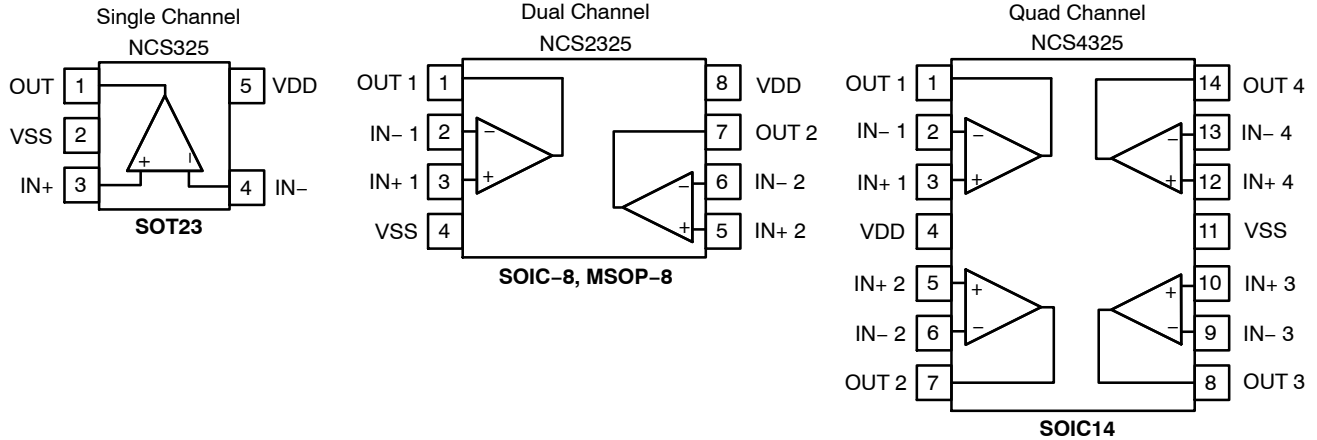 Single Channel
NCS325
OUT 1
5 VDD
VSS 2
IN+ 3
4 IN−
+
−
SOT23
Dual Channel
NCS2325
OUT 1 1
8 VDD
IN− 1 2
−
7 OUT 2
IN+ 1 3
+
−
6 IN− 2
VSS 4
+
5 IN+ 2
SOIC−8, MSOP−8
Quad Channel
NCS4325
OUT 1 1
14 OUT 4
IN− 1 2
−
−
13 IN− 4
IN+ 1 3
+
+
12 IN+ 4
VDD 4
11 VSS
IN+ 2 5
+
+
10 IN+ 3
IN− 2 6
−
−
9 IN− 3
OUT 2 7
8 OUT 3
SOIC14